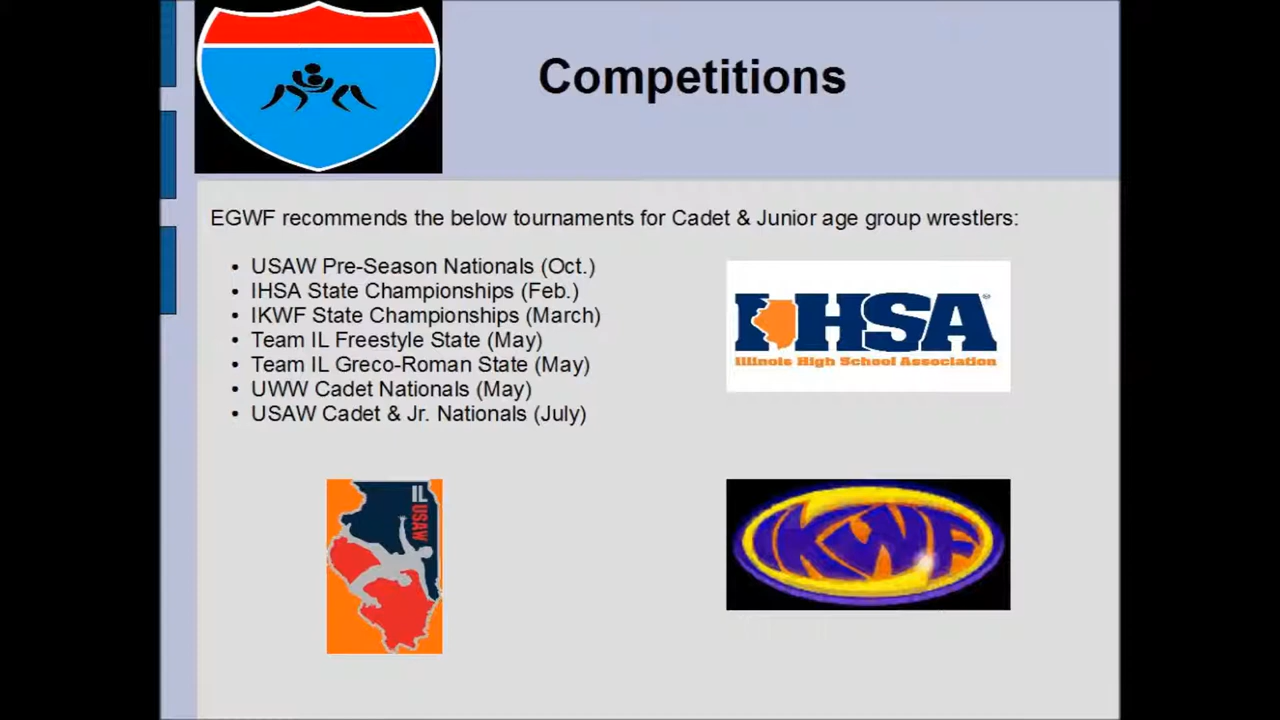 Competitions
EGWF recommends the below tournaments for Cadet & Junior age group wrestlers:
• USAW Pre-Season Nationals (Oct.)
• IHSA State Championships (Feb.)
• IKWF State Championships (March)
• Team IL Freestyle State (May)
• Team IL Greco-Roman State (May)
• UWW Cadet Nationals (May)
• USAW Cadet & Jr. Nationals (July)
IHSA®
Illinois High School Association
IL
USAW
IKWF